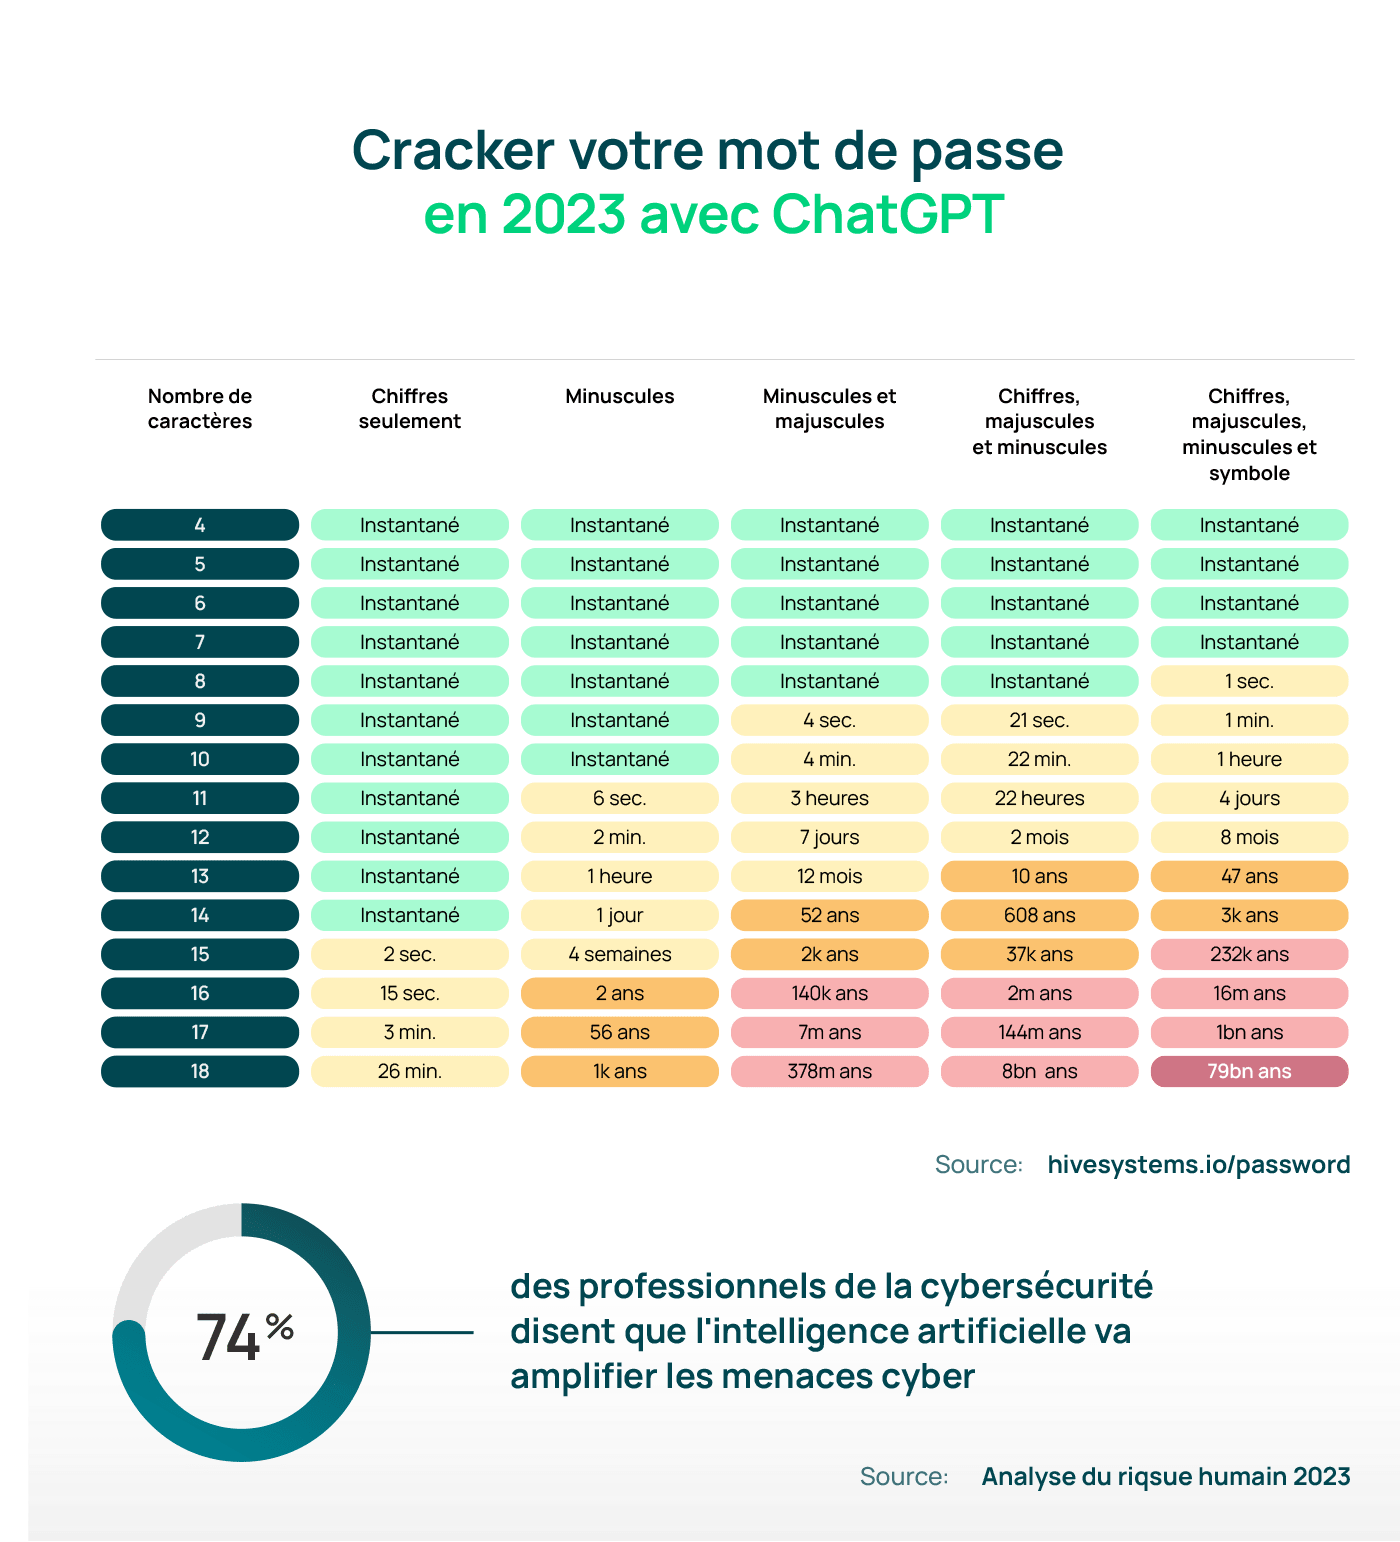 Cracker votre mot de passe
en 2023 avec ChatGPT
Nombre de caractères | Chiffres seulement | Minuscules | Minuscules et majuscules | Chiffres, majuscules et minuscules | Chiffres, majuscules, minuscules et symbole
4 Instantané Instantané Instantané Instantané Instantané
5 Instantané Instantané Instantané Instantané Instantané
6 Instantané Instantané Instantané Instantané Instantané
7 Instantané Instantané Instantané Instantané Instantané
8 Instantané Instantané Instantané Instantané 1 sec.
9 Instantané Instantané 4 sec. 21 sec. 1 min.
10 Instantané Instantané 4 min. 22 min. 1 heure
11 Instantané 6 sec. 3 heures 22 heures 4 jours
12 Instantané 2 min. 7 jours 2 mois 8 mois
13 Instantané 1 heure 12 mois 10 ans 47 ans
14 Instantané 1 jour 52 ans 608 ans 3k ans
15 2 sec. 4 semaines 2k ans 37k ans 232k ans
16 15 sec. 2 ans 140k ans 2m ans 16m ans
17 3 min. 56 ans 7m ans 144m ans 1bn ans
18 26 min. 1k ans 378m ans 8bn ans 79bn ans
Source: hivesystems.io/password
74%
des professionnels de la cybersécurité
disent que l'intelligence artificielle va
amplifier les menaces cyber
Source: Analyse du riqsue humain 2023